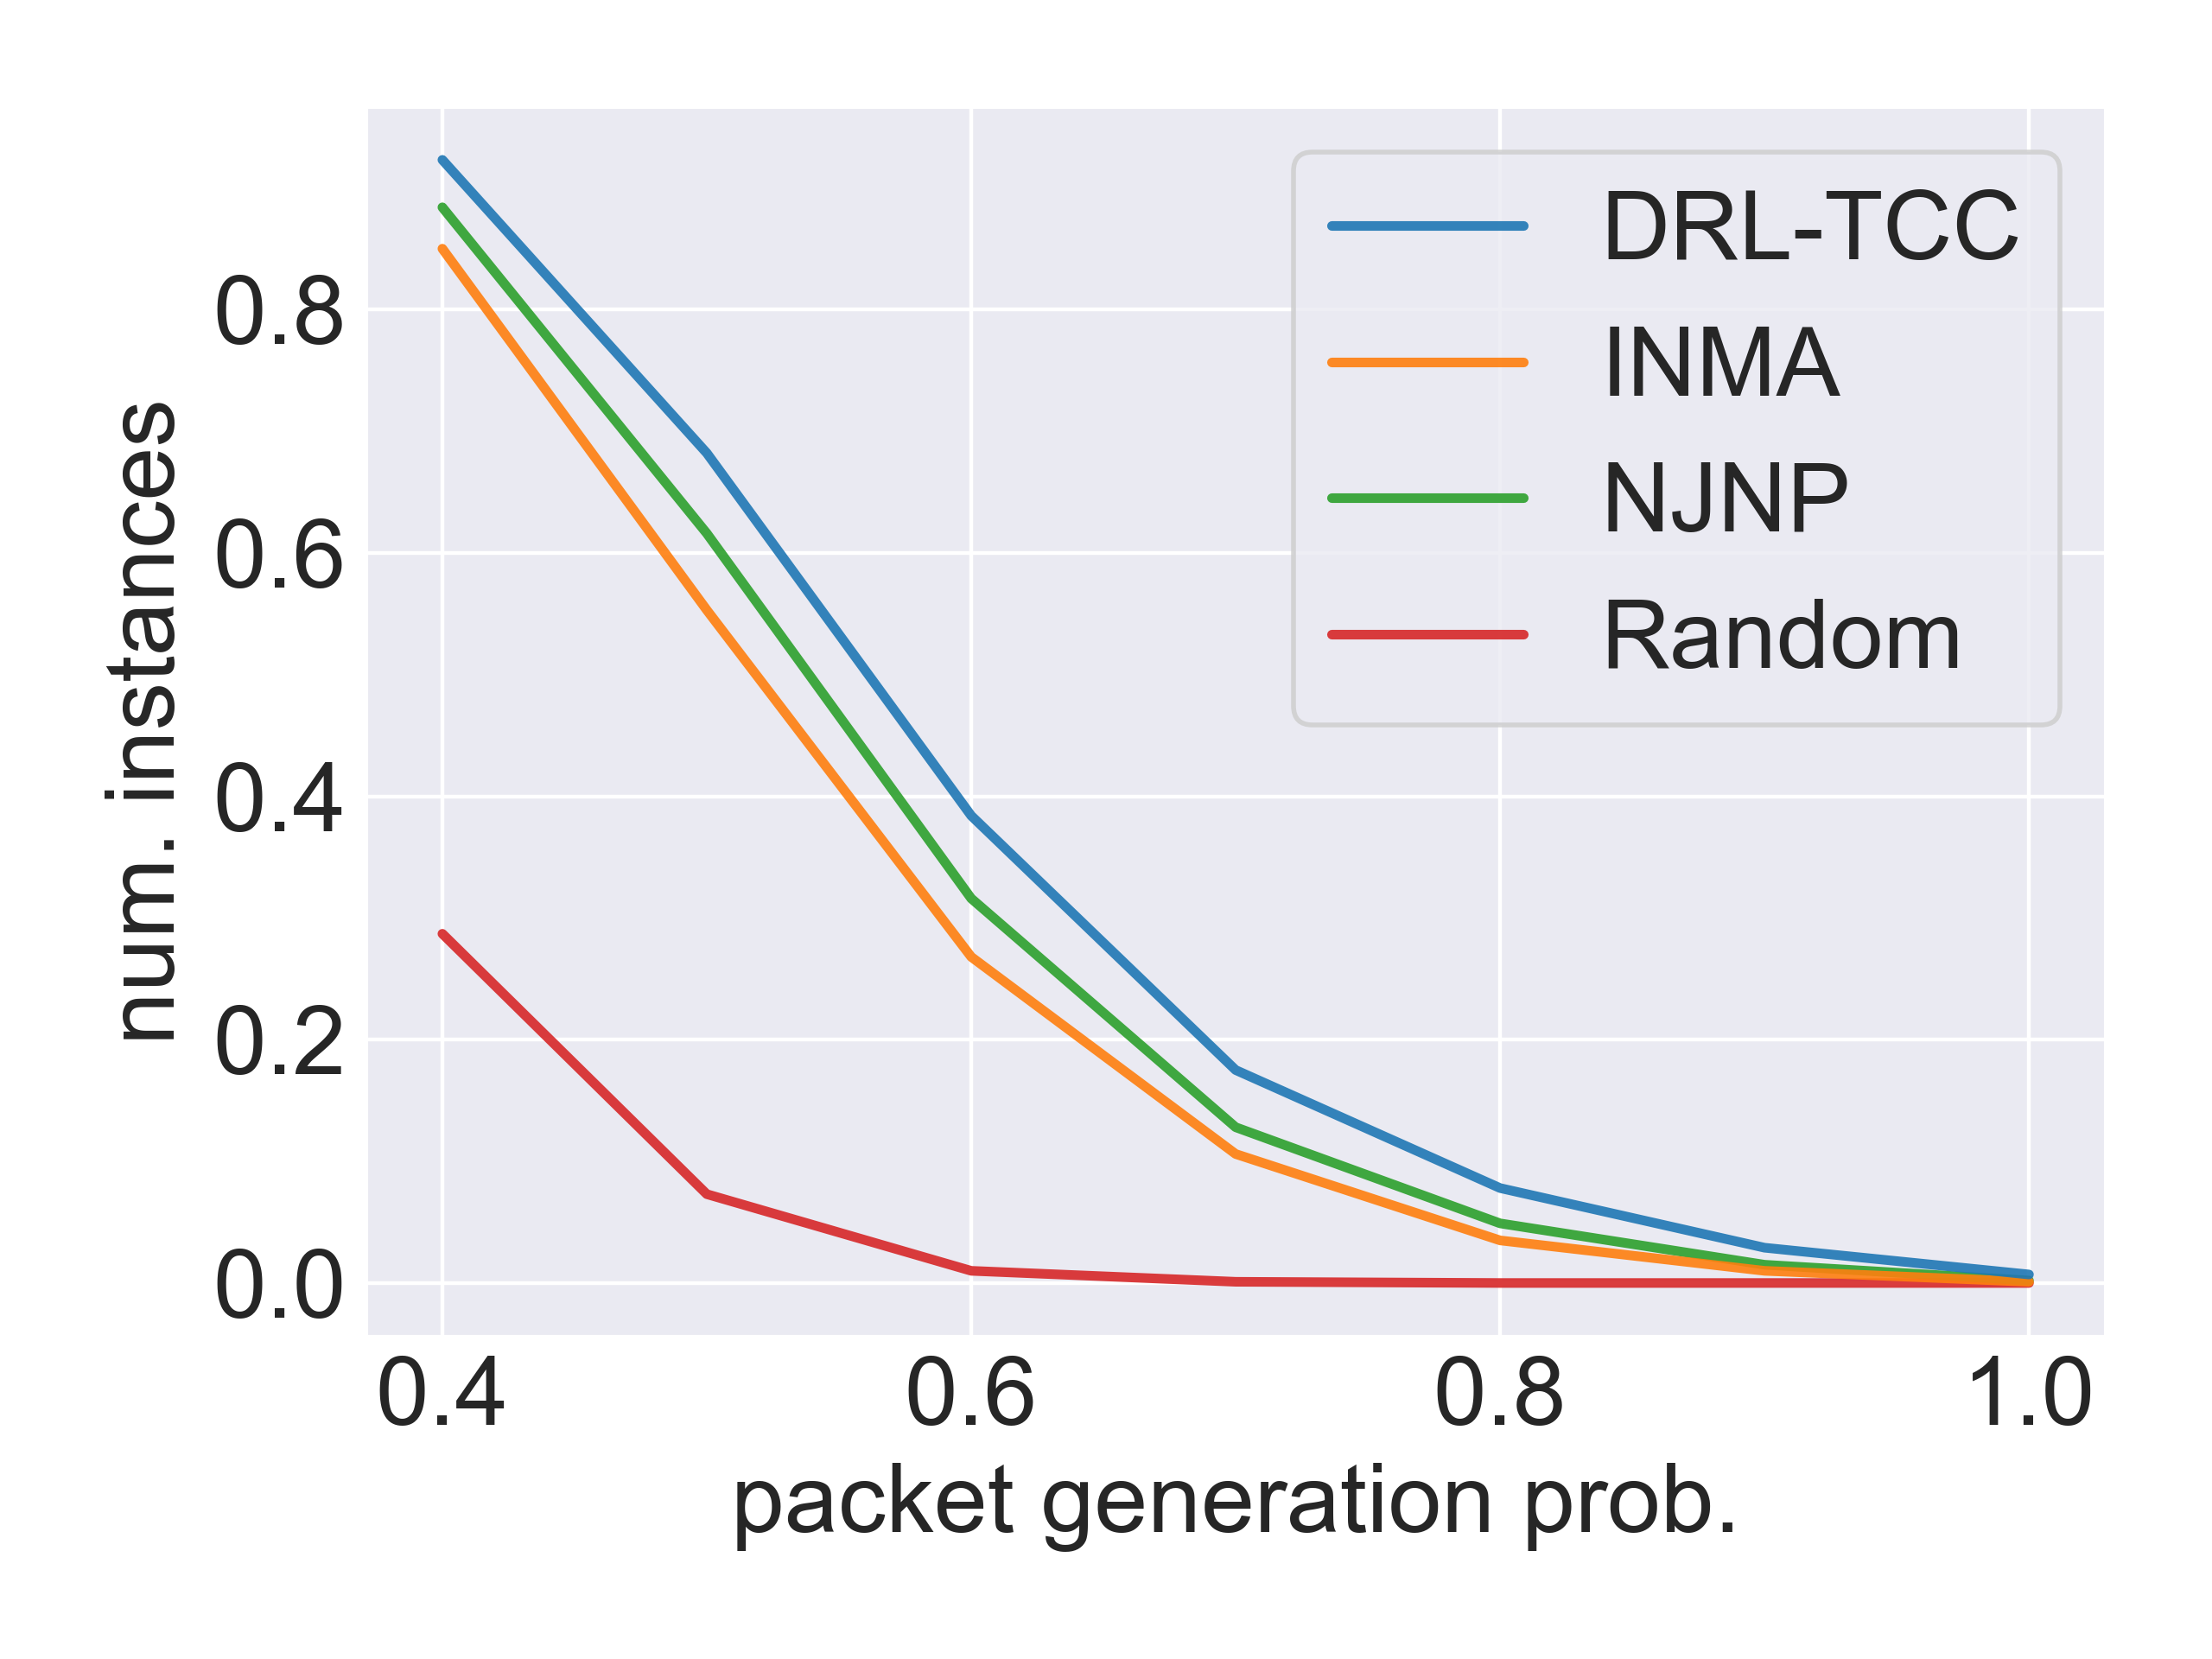 DRL-TCC
INMA
NJNP
Random
num. instances
0.8
0.6
0.4
0.2
0.0
0.4 0.6 0.8 1.0
packet generation prob.